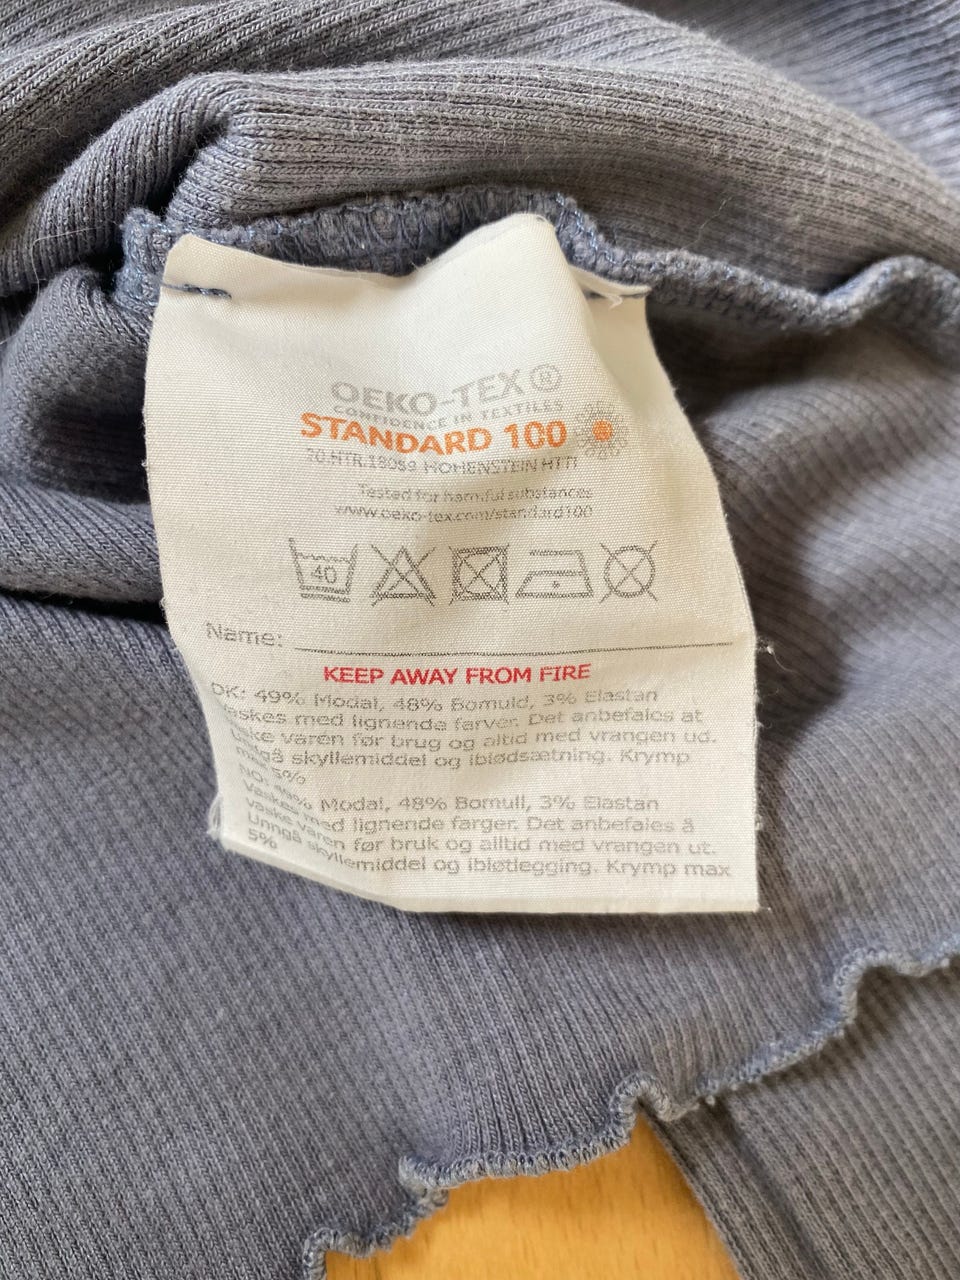 OEKO-TEX®
CONFIDENCE IN TEXTILES
STANDARD 100
HOHENSTEIN HTTI
Tested for harmful substances
www.oeko-tex.com/standard100
40
Name:
KEEP AWAY FROM FIRE
DK: 49% Modal, 48% Bomuld, 3% Elastan
med lignende farver. Det anbefales at
varen før brug og altid med vrangen ud.
skyllemiddel og iblødsætning. Krymp
5%
NO: 49% Modal, 48% Bomull, 3% Elastan
Vaskes med lignende farger. Det anbefales å
vaske varen før bruk og alltid med vrangen ut.
Unngå skyllemiddel og ibløtlegging. Krymp max
5%